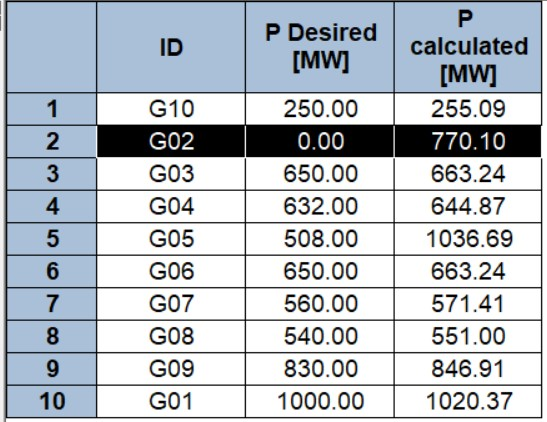 ID P Desired [MW] P calculated [MW]
1 G10 250.00 255.09
2 G02 0.00 770.10
3 G03 650.00 663.24
4 G04 632.00 644.87
5 G05 508.00 1036.69
6 G06 650.00 663.24
7 G07 560.00 571.41
8 G08 540.00 551.00
9 G09 830.00 846.91
10 G01 1000.00 1020.37